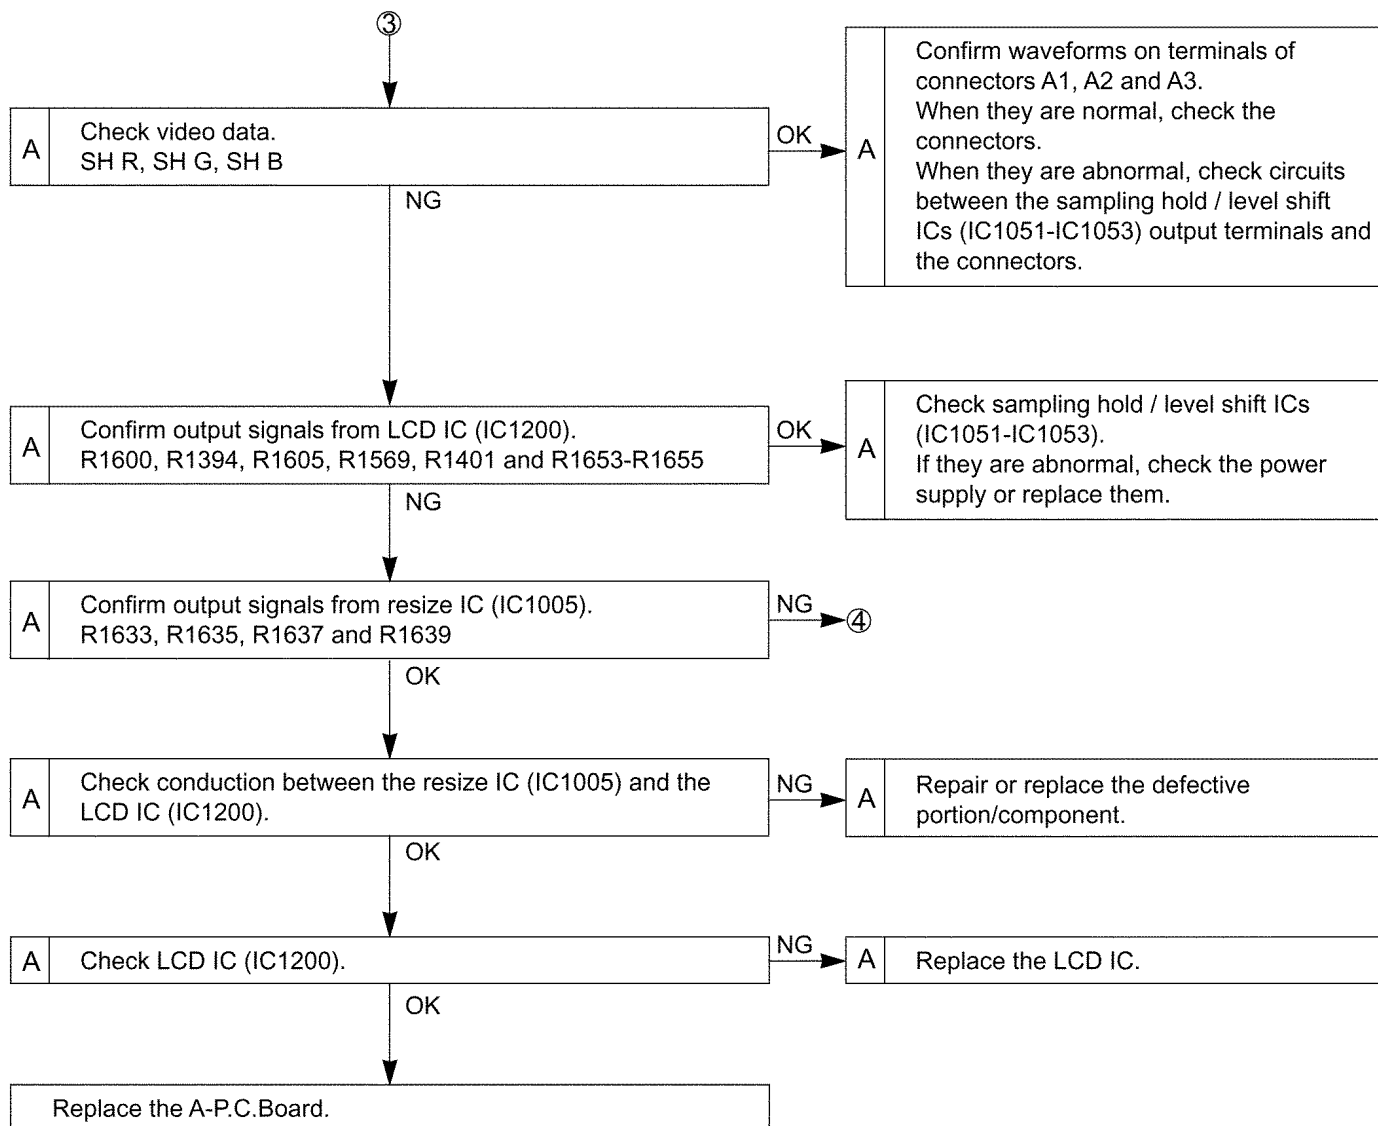 ③
A
Check video data.
SH R, SH G, SH B
OK
A
Confirm waveforms on terminals of
connectors A1, A2 and A3.
When they are normal, check the
connectors.
When they are abnormal, check circuits
between the sampling hold / level shift
ICs (IC1051-IC1053) output terminals and
the connectors.
NG
A
Confirm output signals from LCD IC (IC1200).
R1600, R1394, R1605, R1569, R1401 and R1653-R1655
OK
A
Check sampling hold / level shift ICs
(IC1051-IC1053).
If they are abnormal, check the power
supply or replace them.
NG
A
Confirm output signals from resize IC (IC1005).
R1633, R1635, R1637 and R1639
NG
④
OK
A
Check conduction between the resize IC (IC1005) and the
LCD IC (IC1200).
NG
A
Repair or replace the defective
portion/component.
OK
A
Check LCD IC (IC1200).
NG
A
Replace the LCD IC.
OK
Replace the A-P.C.Board.